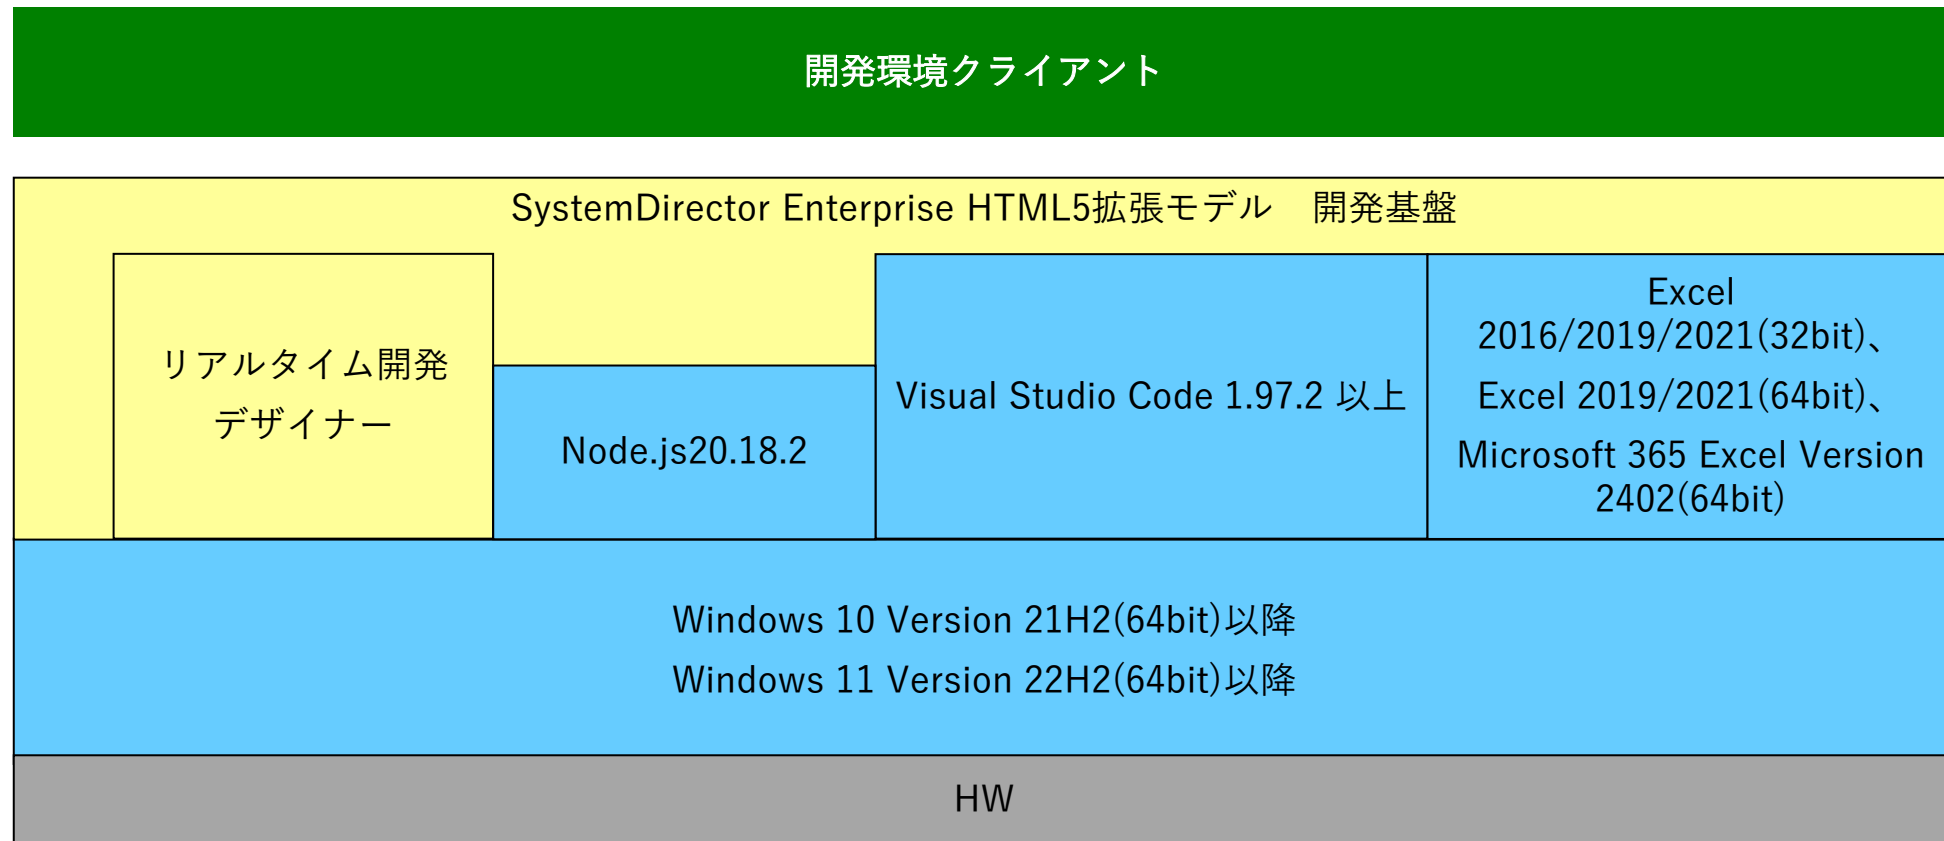 開発環境クライアント
SystemDirector Enterprise HTML5拡張モデル　開発基盤
リアルタイム開発
デザイナー
Node.js20.18.2
Visual Studio Code 1.97.2 以上
Excel
2016/2019/2021(32bit)、
Excel 2019/2021(64bit)、
Microsoft 365 Excel Version
2402(64bit)
Windows 10 Version 21H2(64bit)以降
Windows 11 Version 22H2(64bit)以降
HW